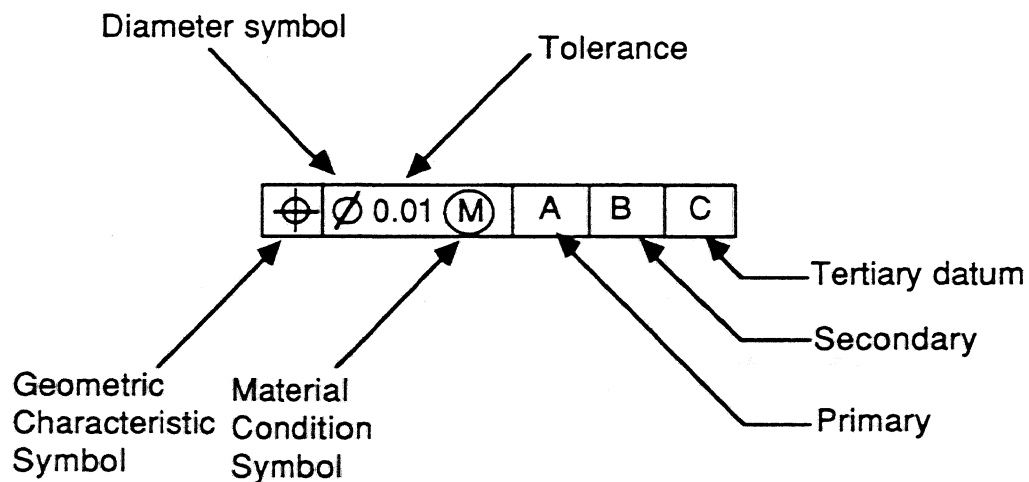 Diameter symbol
Tolerance
⌖ Ø 0.01 Ⓜ A B C
Tertiary datum
Secondary
Primary
Geometric
Characteristic
Symbol
Material
Condition
Symbol